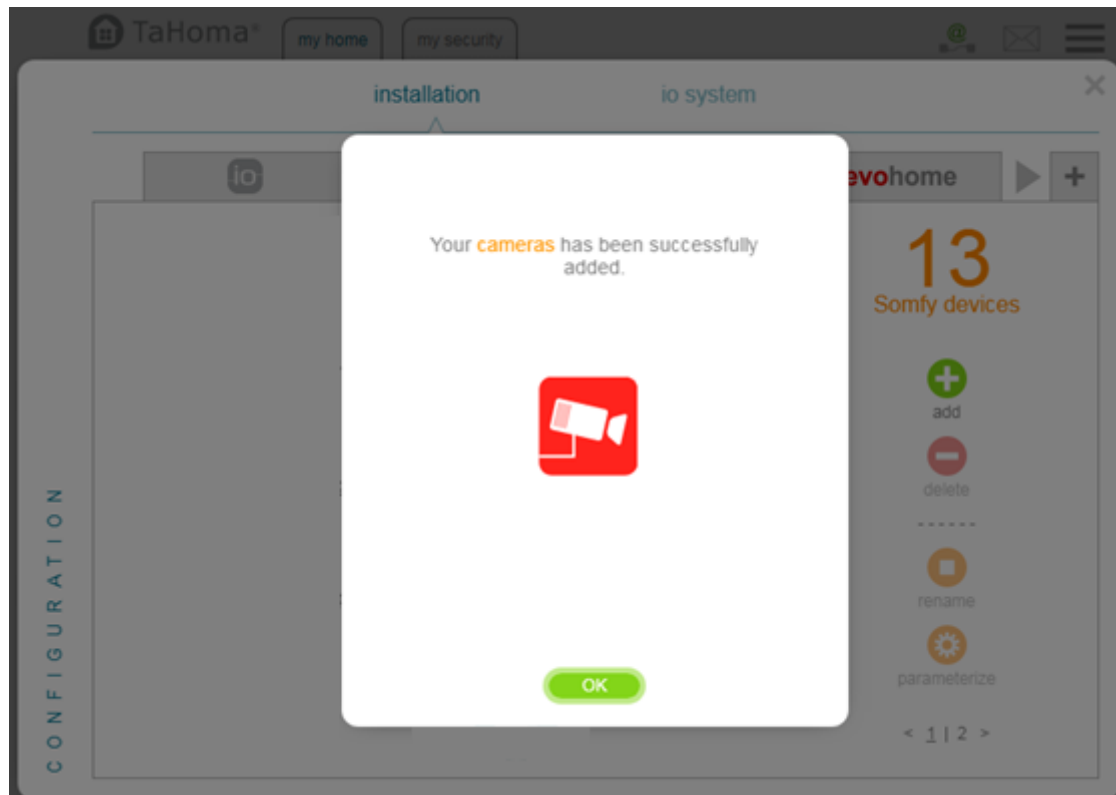 TaHoma®
my home
my security
@
installation
io system
io
evohome
+
Your cameras has been successfully
added.
13
Somfy devices
add
delete
------
rename
parameterize
< 1 | 2 >
OK
CONFIGURATION